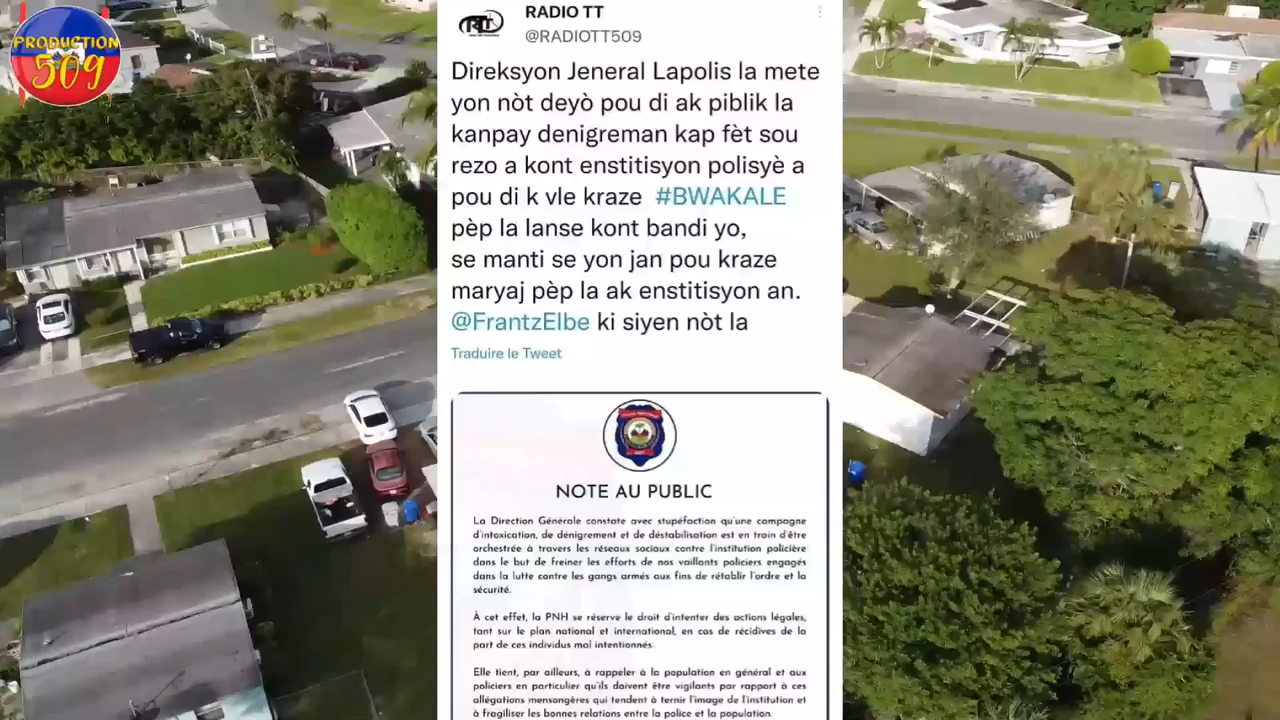 PRODUCTION
509
RTT
RADIO TT
@RADIOTT509
Direksyon Jeneral Lapolis la mete
yon nòt deyò pou di ak piblik la
kanpay denigreman kap fèt sou
rezo a kont enstitisyon polisyè a
pou di k vle kraze #BWAKALE
pèp la lanse kont bandi yo,
se manti se yon jan pou kraze
maryaj pèp la ak enstitisyon an.
@FrantzElbe ki siyen nòt la
Traduire le Tweet
NOTE AU PUBLIC
La Direction Générale constate avec stupéfaction qu'une campagne
d'intoxication, de dénigrement et de déstabilisation est en train d'être
orchestrée à travers les réseaux sociaux contre l'institution policière
dans le but de freiner les efforts de nos vaillants policiers engagés
dans la lutte contre les gangs armés aux fins de rétablir l'ordre et la
sécurité.
À cet effet, la PNH se réserve le droit d'intenter des actions légales,
tant sur le plan national et international, en cas de récidives de la
part de ces individus mal intentionnés.
Elle tient, par ailleurs, à rappeler à la population en général et aux
policiers en particulier qu'ils doivent être vigilants par rapport à ces
allégations mensongères qui tendent à ternir l'image de l'institution et
à fragiliser les bonnes relations entre la police et la population.